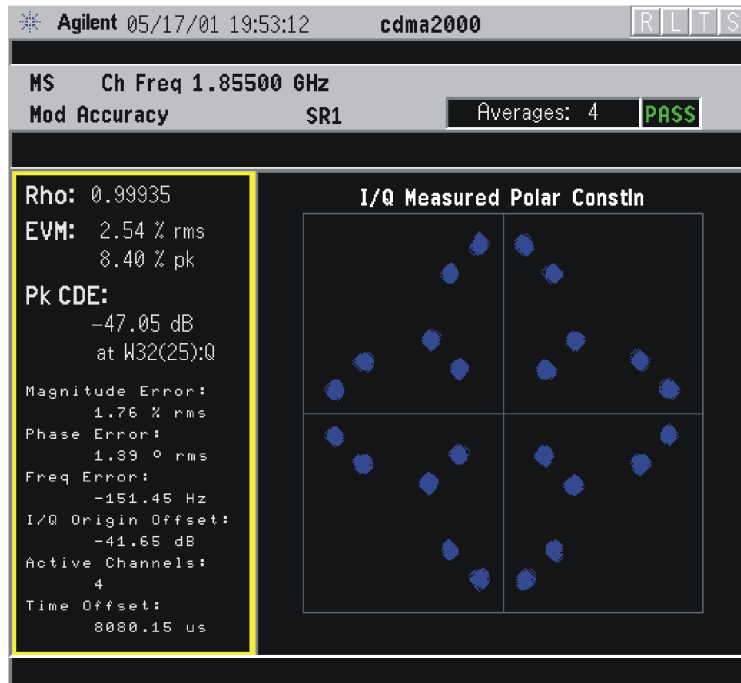 Agilent 05/17/01 19:53:12 cdma2000 R L T S
MS Ch Freq 1.85500 GHz
Mod Accuracy SR1 Averages: 4 PASS
Rho: 0.99935
I/Q Measured Polar Constln
EVM: 2.54 % rms
8.40 % pk
Pk CDE:
-47.05 dB
at W32(25):Q
Magnitude Error:
1.76 % rms
Phase Error:
1.39 º rms
Freq Error:
-151.45 Hz
I/Q Origin Offset:
-41.65 dB
Active Channels:
4
Time Offset:
8080.15 us